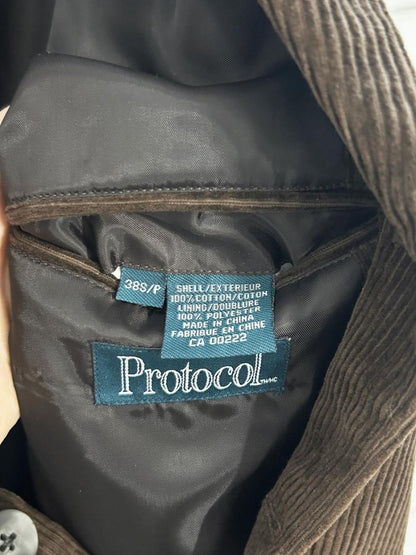 38S/P
SHELL/EXTERIEUR
100% COTTON/COTON
LINING/DOUBLURE
100% POLYESTER
MADE IN CHINA
FABRIQUE EN CHINE
CA 00222
Protocol